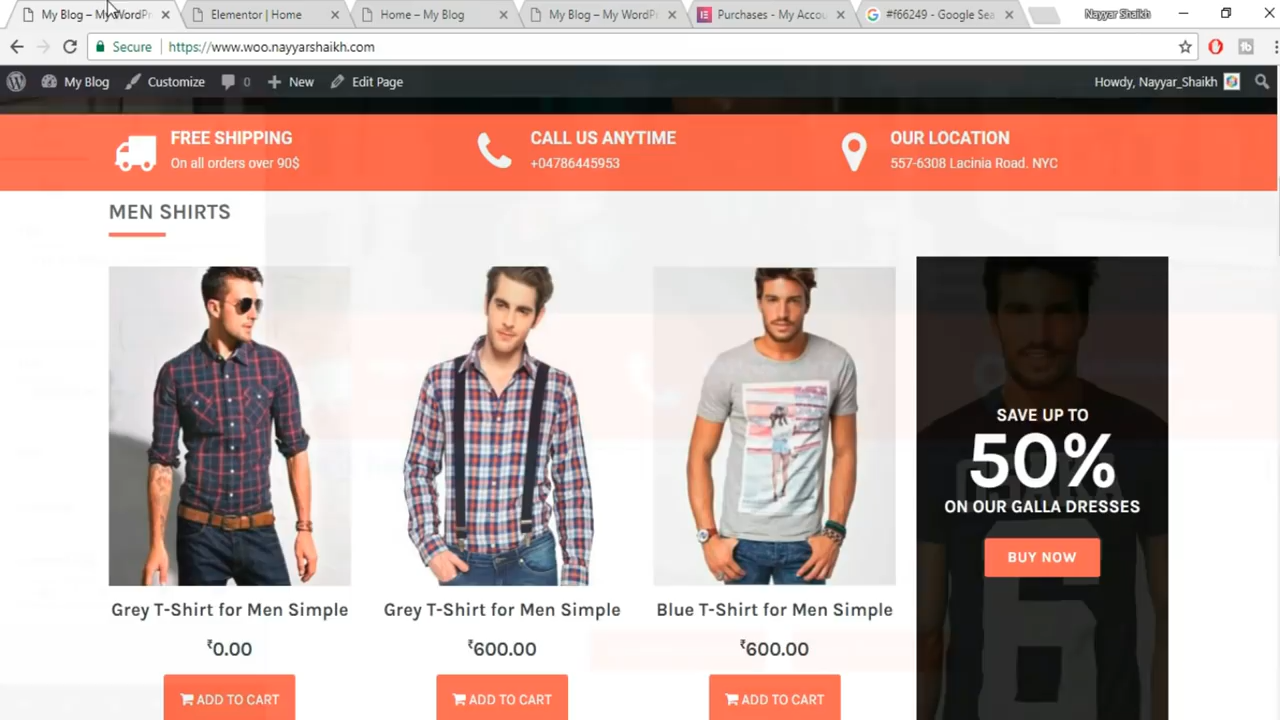 My Blog – My WordPr
Elementor | Home
Home – My Blog
My Blog – My WordPr
Purchases - My Accou
#f66249 - Google Sea
Nayyar Shaikh
Secure
https://www.woo.nayyarshaikh.com
My Blog
Customize
0
New
Edit Page
Howdy, Nayyar_Shaikh
FREE SHIPPING
On all orders over 90$
CALL US ANYTIME
+04786445953
OUR LOCATION
557-6308 Lacinia Road. NYC
MEN SHIRTS
SAVE UP TO
50%
ON OUR GALLA DRESSES
BUY NOW
Grey T-Shirt for Men Simple
₹0.00
ADD TO CART
Grey T-Shirt for Men Simple
₹600.00
ADD TO CART
Blue T-Shirt for Men Simple
₹600.00
ADD TO CART